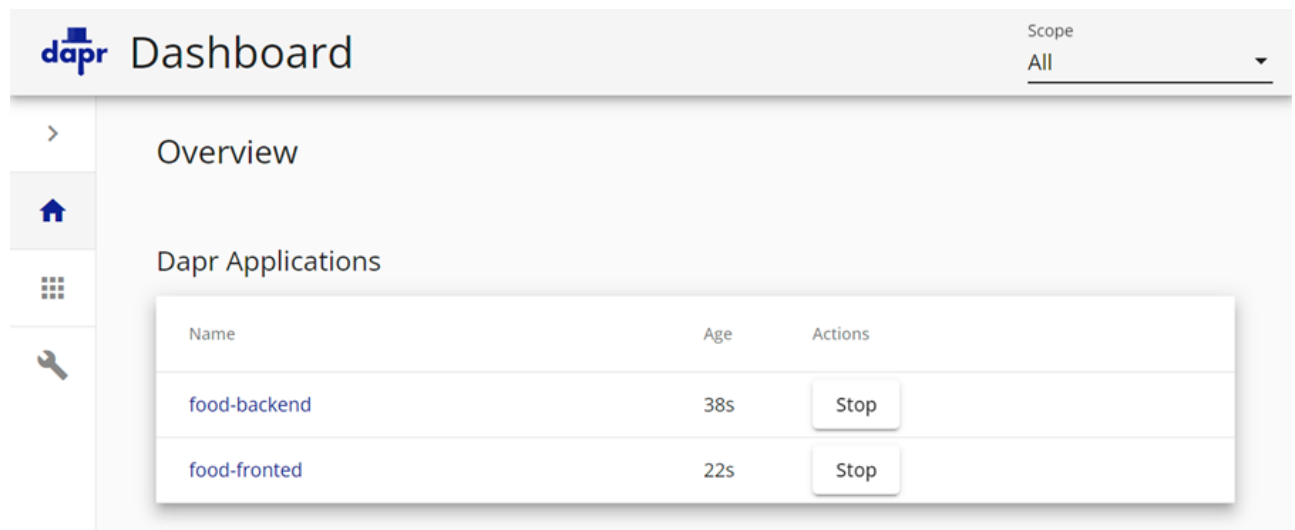 dapr Dashboard
Scope
All
Overview
Dapr Applications
Name Age Actions
food-backend 38s Stop
food-fronted 22s Stop